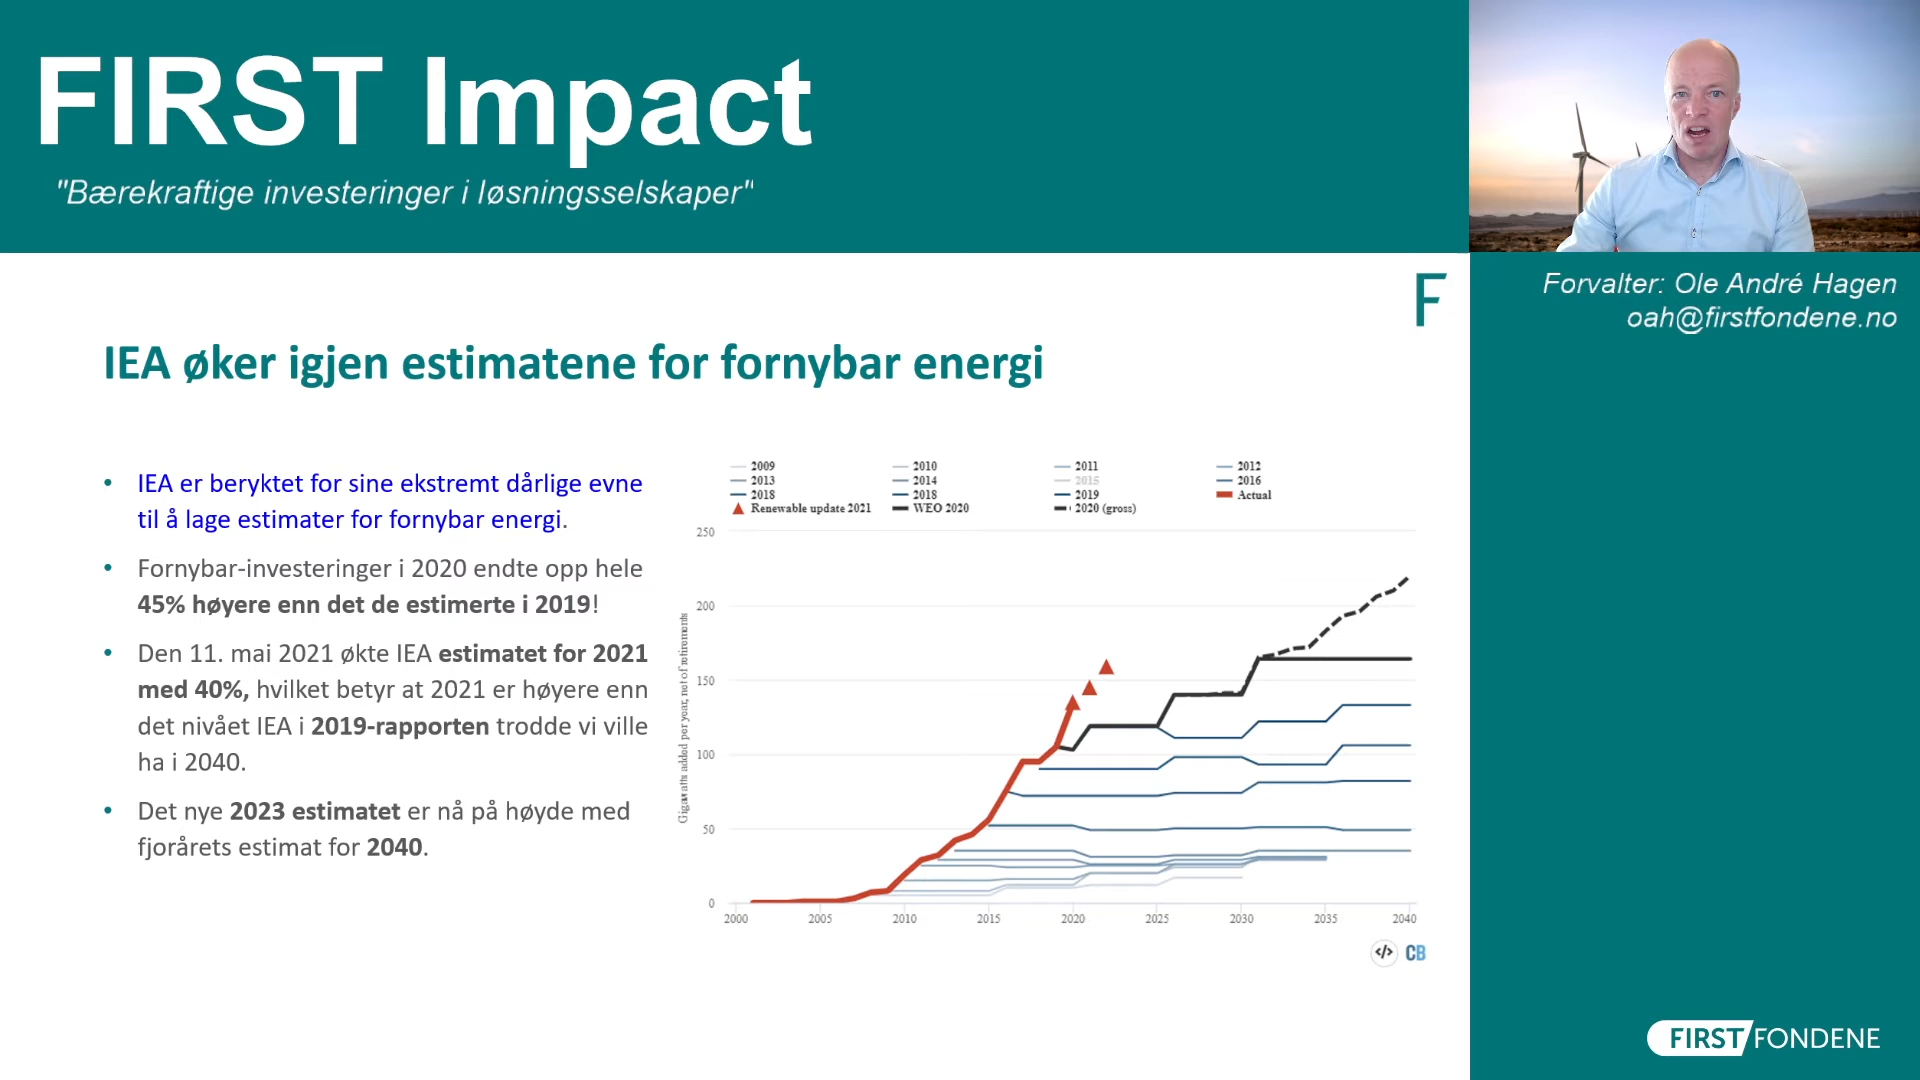 FIRST Impact
"Bærekraftige investeringer i løsningsselskaper"
Forvalter: Ole André Hagen
oah@firstfondene.no
F
IEA øker igjen estimatene for fornybar energi
• IEA er beryktet for sine ekstremt dårlige evne
til å lage estimater for fornybar energi.
• Fornybar-investeringer i 2020 endte opp hele
45% høyere enn det de estimerte i 2019!
• Den 11. mai 2021 økte IEA estimatet for 2021
med 40%, hvilket betyr at 2021 er høyere enn
det nivået IEA i 2019-rapporten trodde vi ville
ha i 2040.
• Det nye 2023 estimatet er nå på høyde med
fjorårets estimat for 2040.
2009 2010 2011 2012
2013 2014 2015 2016
2018 2018 2019 Actual
Renewable update 2021 WEO 2020 2020 (gross)
Gigawatts added per year, net of retirements
250
200
150
100
50
0
2000 2005 2010 2015 2020 2025 2030 2035 2040
</> CB
FIRST FONDENE